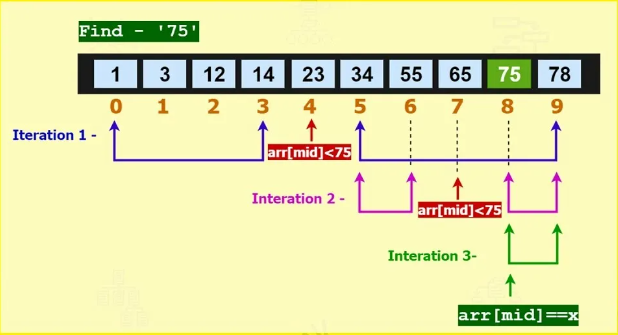 Find - '75'
1 3 12 14 23 34 55 65 75 78
0 1 2 3 4 5 6 7 8 9
Iteration 1 -
arr[mid]<75
Interation 2 -
arr[mid]<75
Interation 3-
arr[mid]==x